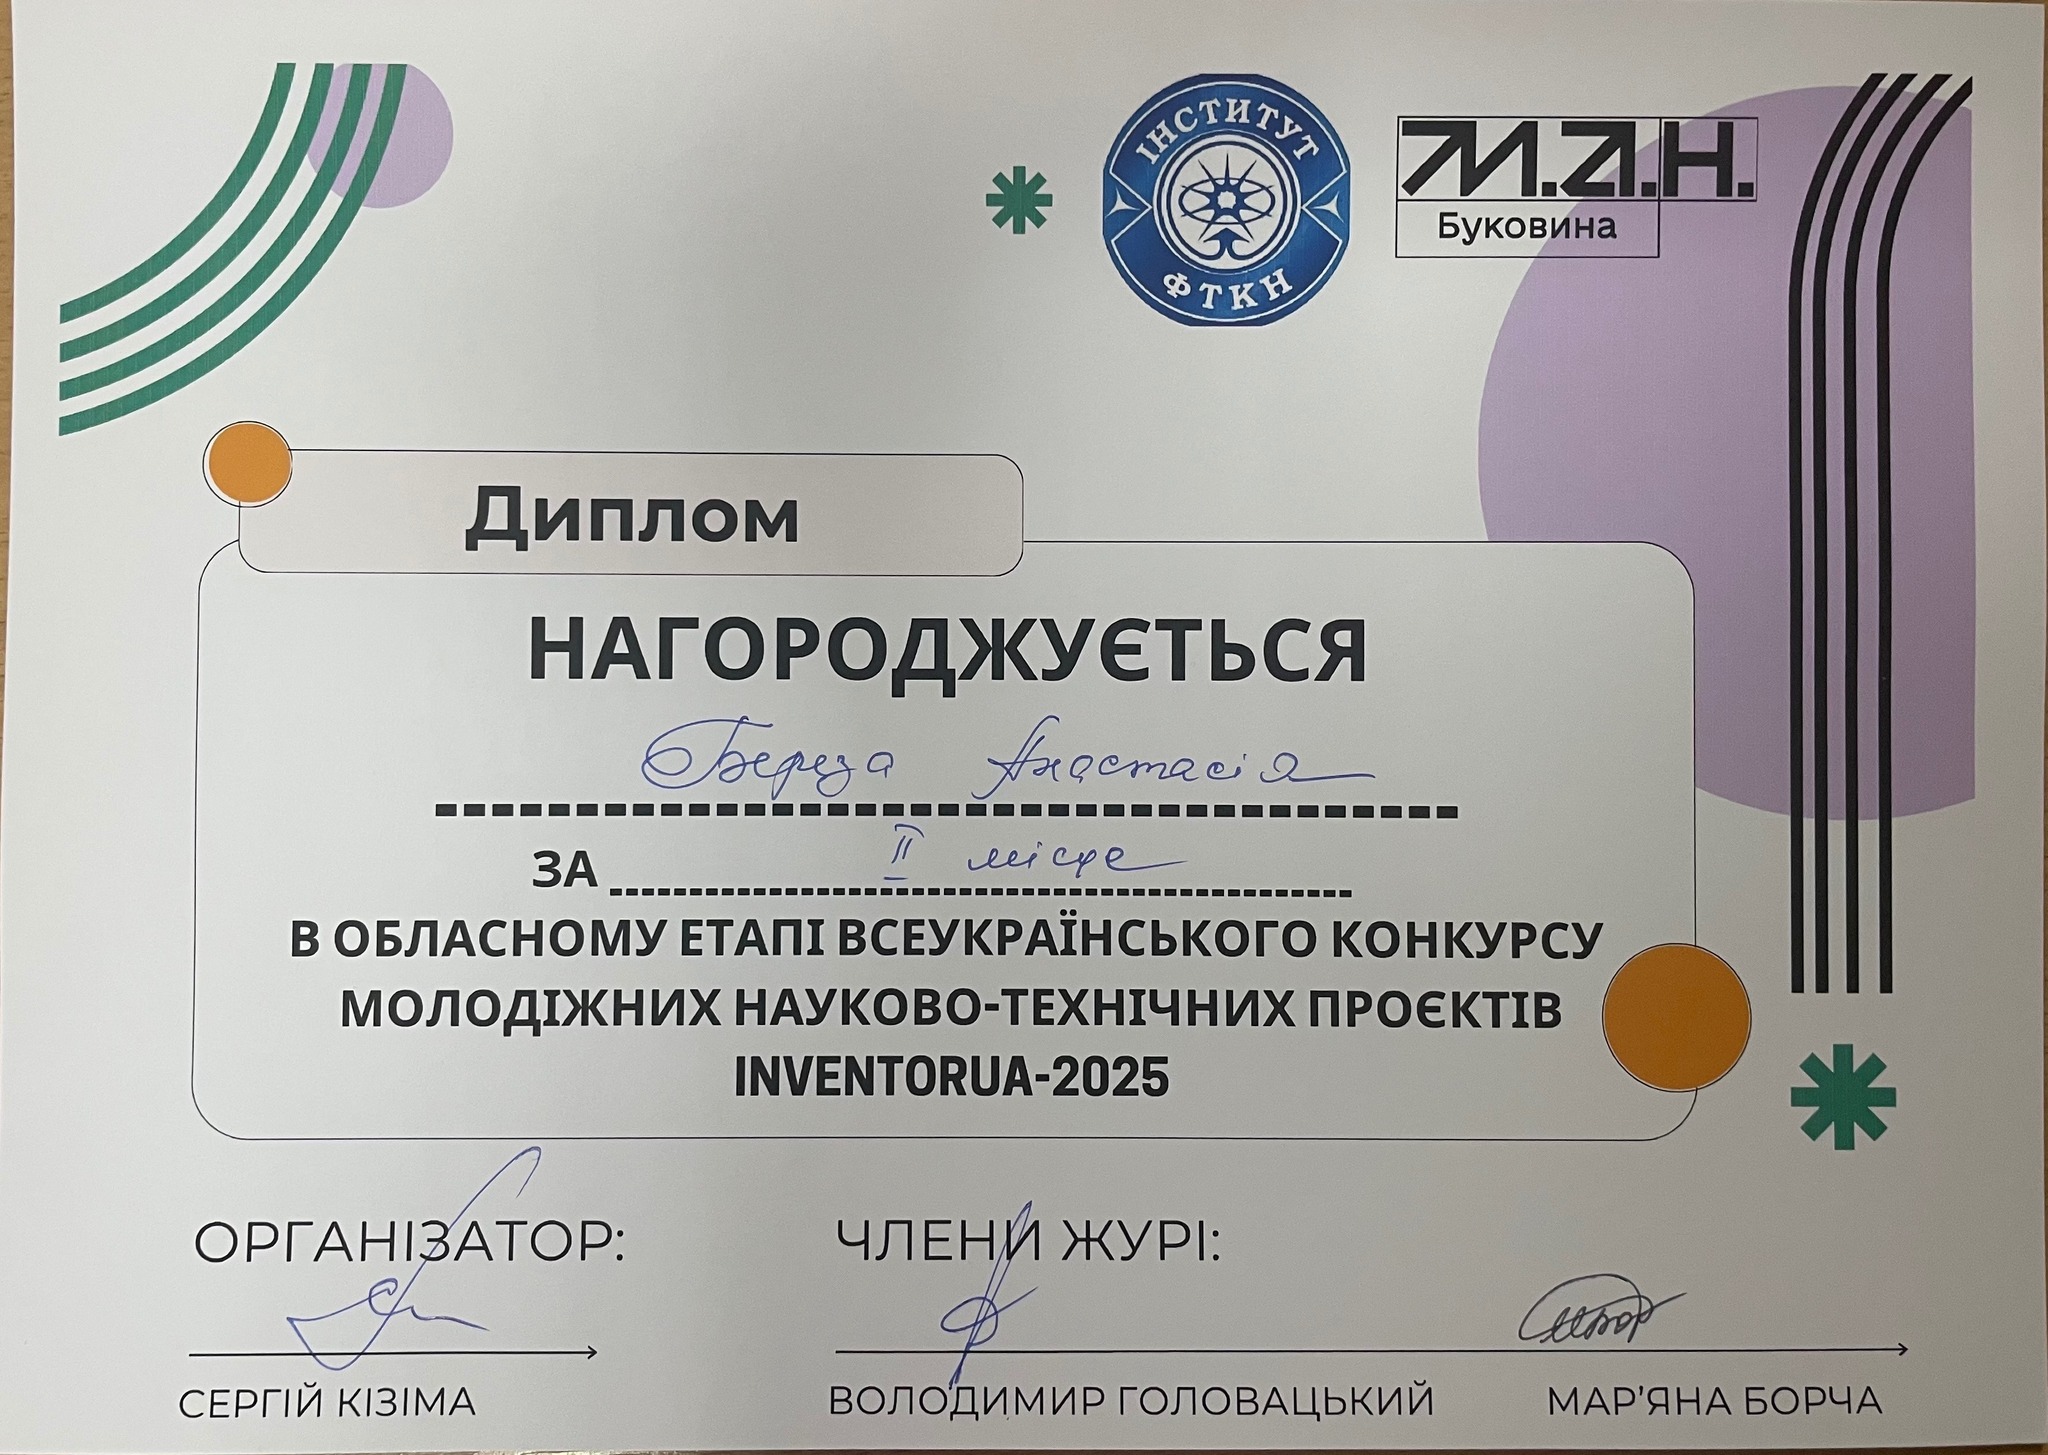 ІНСТИТУТ
ФТКН
М.А.Н.
Буковина
Диплом
НАГОРОДЖУЄТЬСЯ
Береза Анастасія
ЗА II місце
В ОБЛАСНОМУ ЕТАПІ ВСЕУКРАЇНСЬКОГО КОНКУРСУ
МОЛОДІЖНИХ НАУКОВО-ТЕХНІЧНИХ ПРОЄКТІВ
INVENTORUA-2025
ОРГАНІЗАТОР: ЧЛЕНИ ЖУРІ:
СЕРГІЙ КІЗІМА ВОЛОДИМИР ГОЛОВАЦЬКИЙ МАР'ЯНА БОРЧА